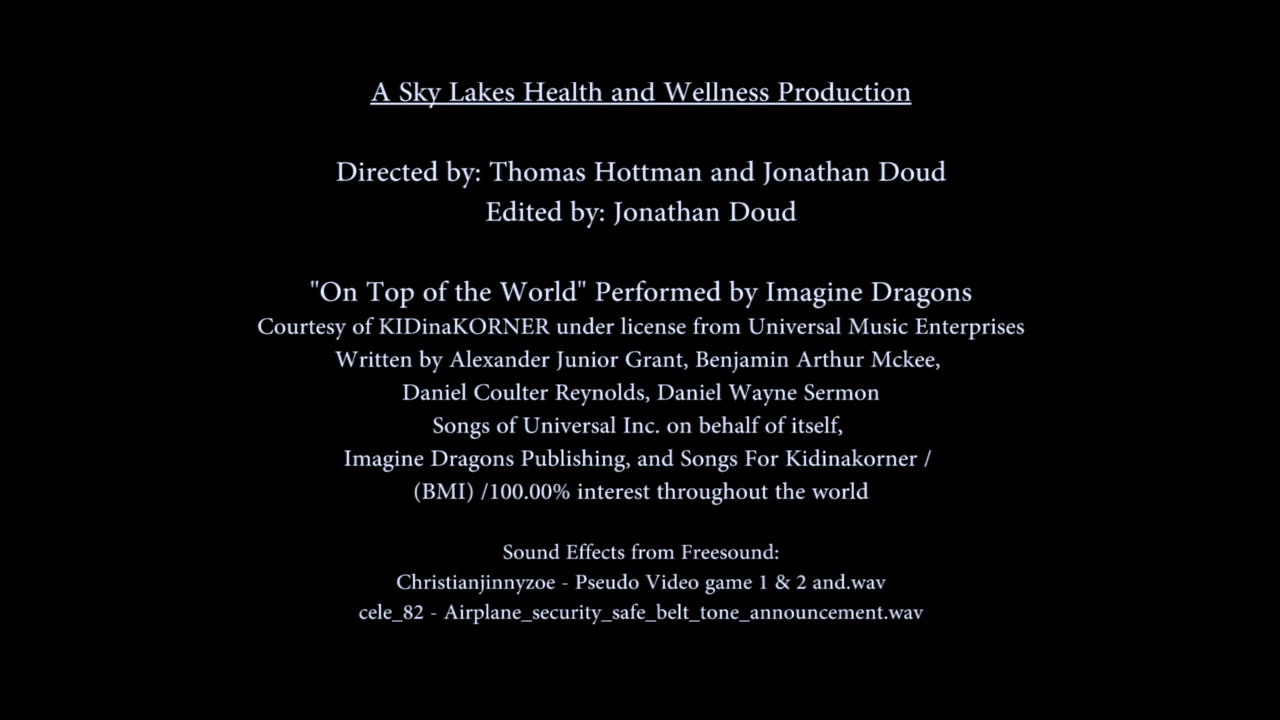 A Sky Lakes Health and Wellness Production
Directed by: Thomas Hottman and Jonathan Doud
Edited by: Jonathan Doud
"On Top of the World" Performed by Imagine Dragons
Courtesy of KIDinaKORNER under license from Universal Music Enterprises
Written by Alexander Junior Grant, Benjamin Arthur Mckee,
Daniel Coulter Reynolds, Daniel Wayne Sermon
Songs of Universal Inc. on behalf of itself,
Imagine Dragons Publishing, and Songs For Kidinakorner /
(BMI) /100.00% interest throughout the world
Sound Effects from Freesound:
Christianjinnyzoe - Pseudo Video game 1 & 2 and.wav
cele_82 - Airplane_security_safe_belt_tone_announcement.wav